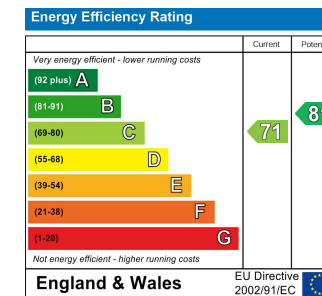 Energy Efficiency Rating
Current
Very energy efficient - lower running costs
(92 plus) A
(81-91) B
(69-80) C
71
(55-68) D
(39-54) E
(21-38) F
(1-20) G
Not energy efficient - higher running costs
England & Wales
EU Directive
2002/91/EC